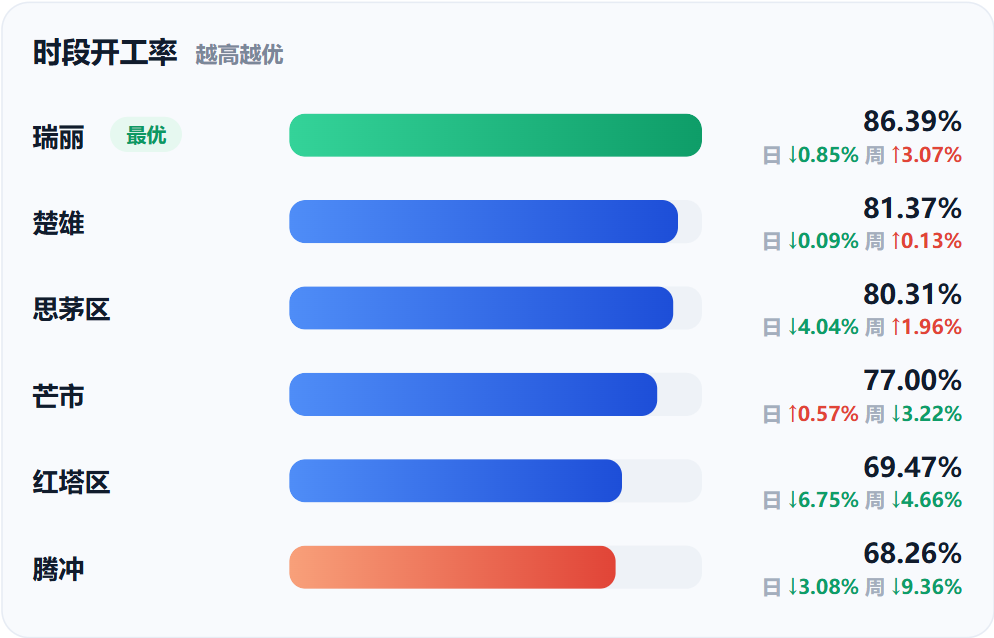 时段开工率 越高越优
瑞丽 最优 86.39%
日 ↓0.85% 周 ↑3.07%
楚雄 81.37%
日 ↓0.09% 周 ↑0.13%
思茅区 80.31%
日 ↓4.04% 周 ↑1.96%
芒市 77.00%
日 ↑0.57% 周 ↓3.22%
红塔区 69.47%
日 ↓6.75% 周 ↓4.66%
腾冲 68.26%
日 ↓3.08% 周 ↓9.36%